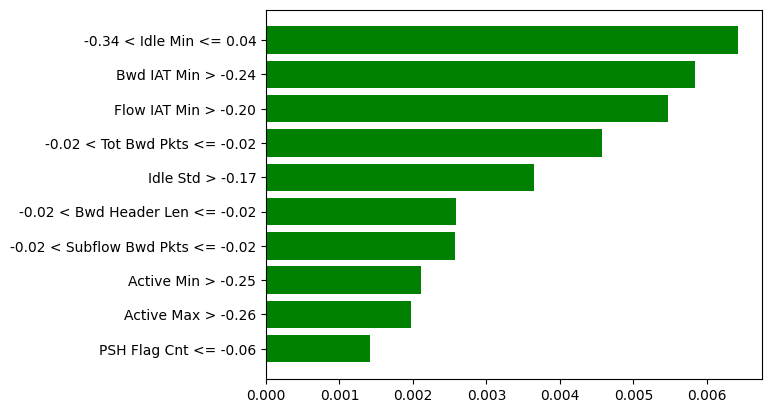 -0.34 < Idle Min <= 0.04
Bwd IAT Min > -0.24
Flow IAT Min > -0.20
-0.02 < Tot Bwd Pkts <= -0.02
Idle Std > -0.17
-0.02 < Bwd Header Len <= -0.02
-0.02 < Subflow Bwd Pkts <= -0.02
Active Min > -0.25
Active Max > -0.26
PSH Flag Cnt <= -0.06
0.000 0.001 0.002 0.003 0.004 0.005 0.006